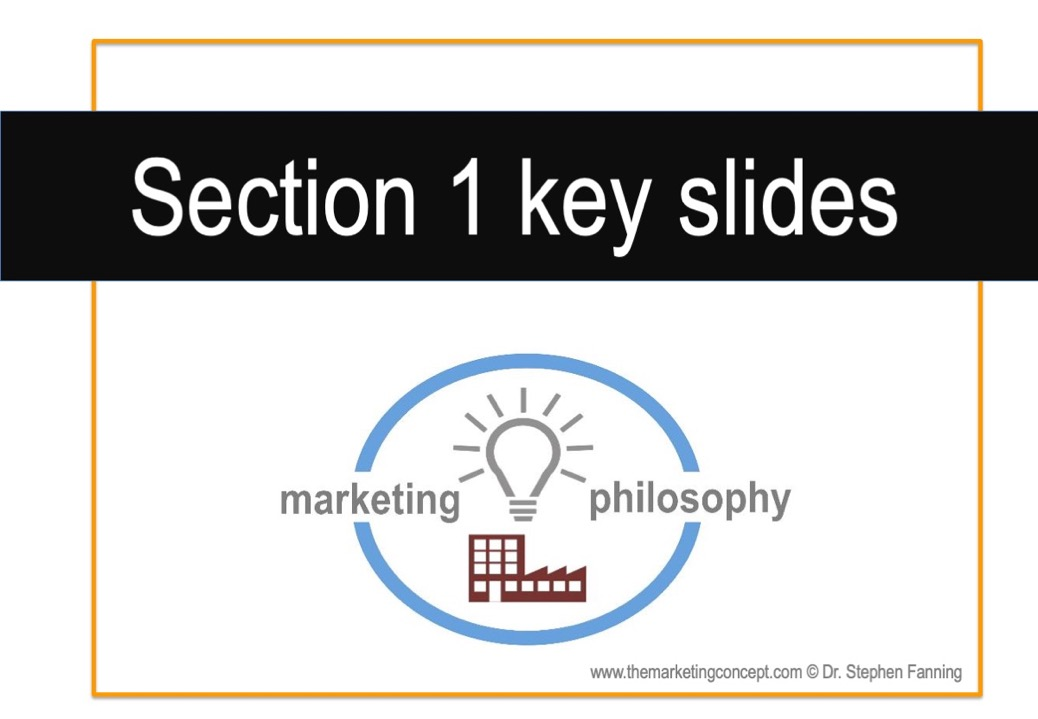 Section 1 key slides
marketing philosophy
www.themarketingconcept.com © Dr. Stephen Fanning